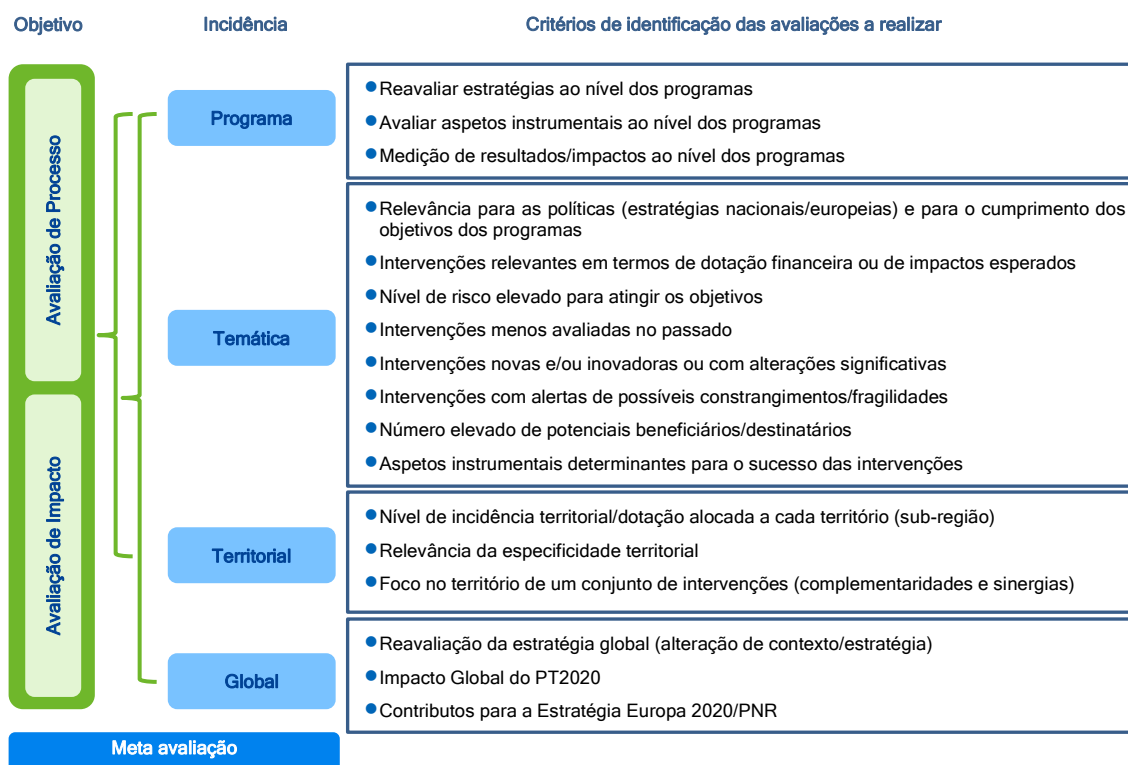 Objetivo
Incidência
Critérios de identificação das avaliações a realizar
Avaliação de Processo
Avaliação de Impacto
Programa
Reavaliar estratégias ao nível dos programas
Avaliar aspetos instrumentais ao nível dos programas
Medição de resultados/impactos ao nível dos programas
Temática
Relevância para as políticas (estratégias nacionais/europeias) e para o cumprimento dos
objetivos dos programas
Intervenções relevantes em termos de dotação financeira ou de impactos esperados
Nível de risco elevado para atingir os objetivos
Intervenções menos avaliadas no passado
Intervenções novas e/ou inovadoras ou com alterações significativas
Intervenções com alertas de possíveis constrangimentos/fragilidades
Número elevado de potenciais beneficiários/destinatários
Aspetos instrumentais determinantes para o sucesso das intervenções
Territorial
Nível de incidência territorial/dotação alocada a cada território (sub-região)
Relevância da especificidade territorial
Foco no território de um conjunto de intervenções (complementaridades e sinergias)
Global
Reavaliação da estratégia global (alteração de contexto/estratégia)
Impacto Global do PT2020
Contributos para a Estratégia Europa 2020/PNR
Meta avaliação